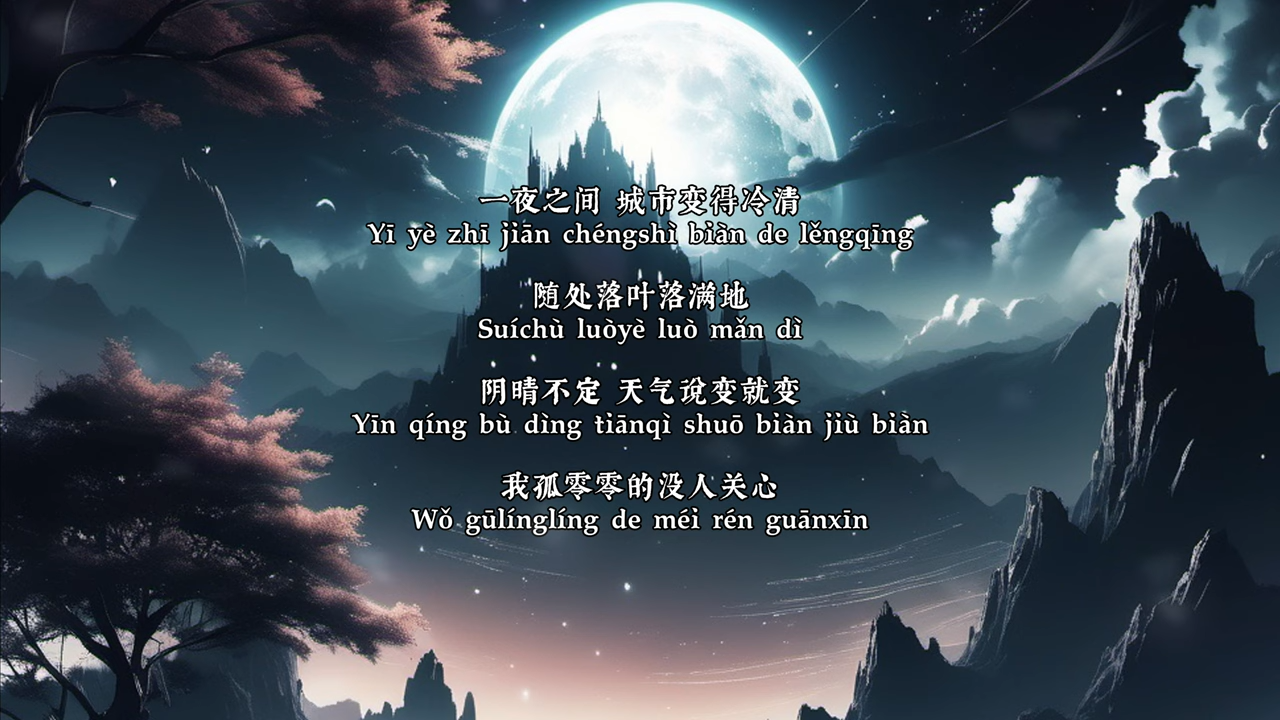 一夜之间 城市变得冷清
Yī yè zhī jiān chéngshì biàn de lěngqīng
随处落叶落满地
Suíchù luòyè luò mǎn dì
阴晴不定 天气说变就变
Yīn qíng bù dìng tiānqì shuō biàn jiù biàn
我孤零零的没人关心
Wǒ gūlínglíng de méi rén guānxīn